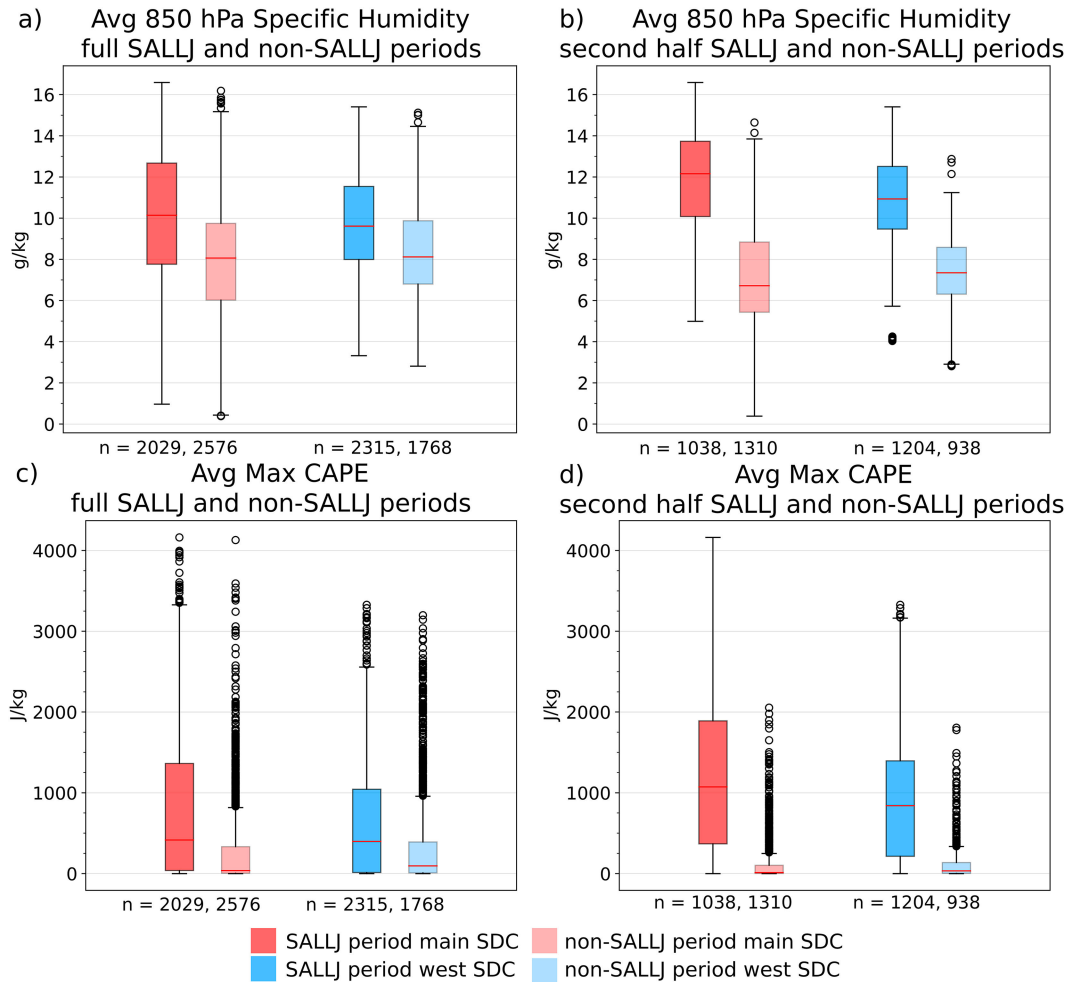 a)
Avg 850 hPa Specific Humidity
full SALLJ and non-SALLJ periods
g/kg
16
14
12
10
8
6
4
2
0
n = 2029, 2576
n = 2315, 1768
b)
Avg 850 hPa Specific Humidity
second half SALLJ and non-SALLJ periods
g/kg
16
14
12
10
8
6
4
2
0
n = 1038, 1310
n = 1204, 938
c)
Avg Max CAPE
full SALLJ and non-SALLJ periods
J/kg
4000
3000
2000
1000
0
n = 2029, 2576
n = 2315, 1768
d)
Avg Max CAPE
second half SALLJ and non-SALLJ periods
J/kg
4000
3000
2000
1000
0
n = 1038, 1310
n = 1204, 938
SALLJ period main SDC
non-SALLJ period main SDC
SALLJ period west SDC
non-SALLJ period west SDC